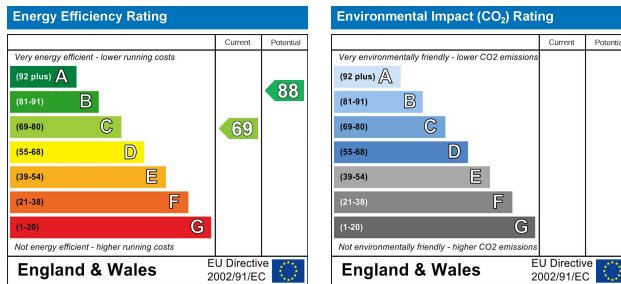 Energy Efficiency Rating
Current Potential
Very energy efficient - lower running costs
(92 plus) A
(81-91) B
(69-80) C
(55-68) D
(39-54) E
(21-38) F
(1-20) G
69
88
Not energy efficient - higher running costs
England & Wales
EU Directive
2002/91/EC
Environmental Impact (CO₂) Rating
Current Potential
Very environmentally friendly - lower CO2 emissions
(92 plus) A
(81-91) B
(69-80) C
(55-68) D
(39-54) E
(21-38) F
(1-20) G
Not environmentally friendly - higher CO2 emissions
England & Wales
EU Directive
2002/91/EC